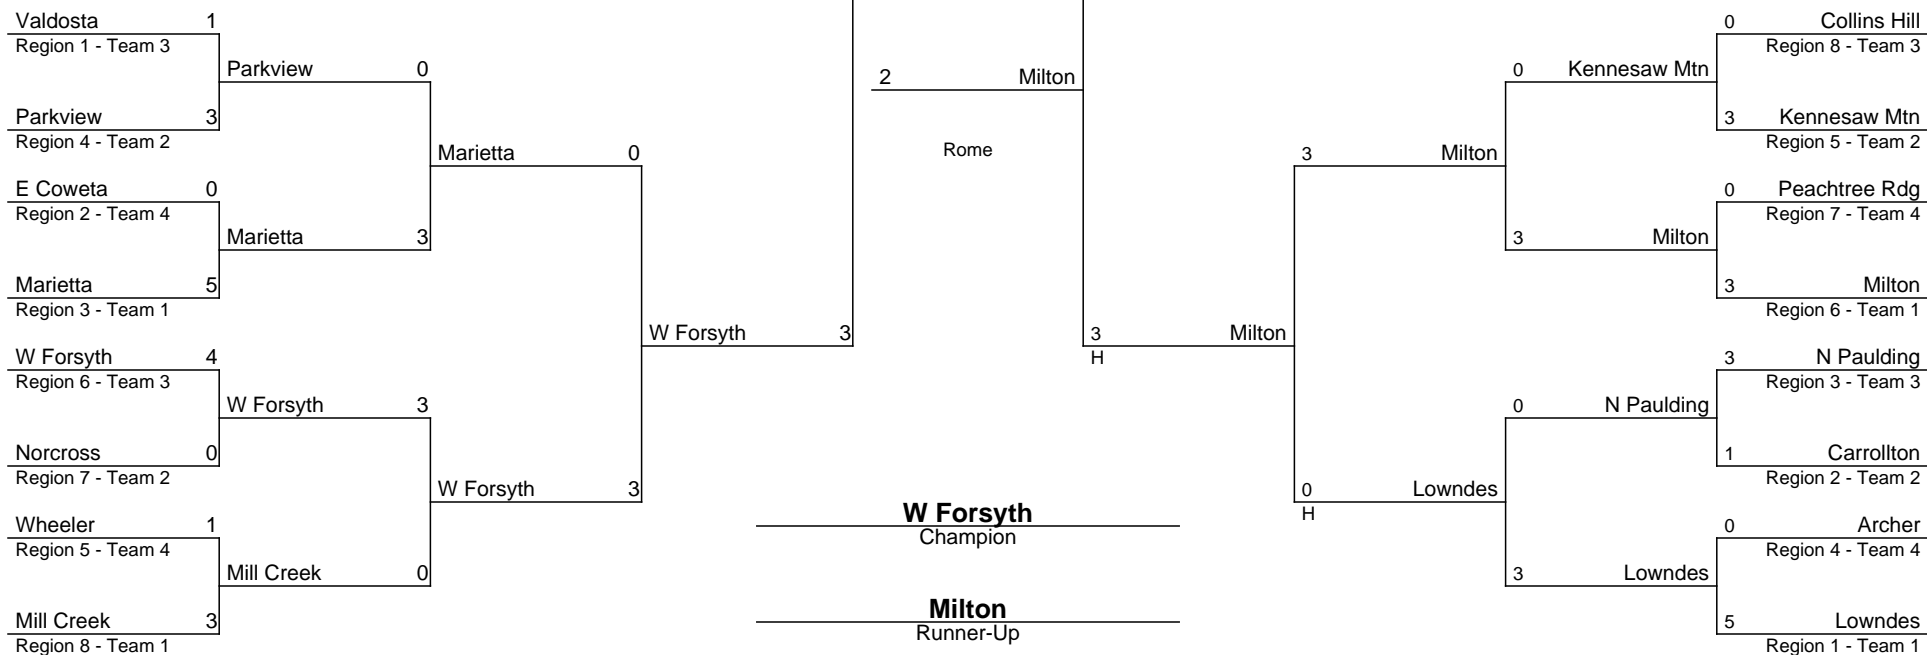 Valdosta 1
Region 1 - Team 3
Parkview 0
Parkview 3
Region 4 - Team 2
Marietta 0
E Coweta 0
Region 2 - Team 4
Marietta 3
Marietta 5
Region 3 - Team 1
W Forsyth 3
W Forsyth 4
Region 6 - Team 3
W Forsyth 3
Norcross 0
Region 7 - Team 2
W Forsyth 3
Wheeler 1
Region 5 - Team 4
Mill Creek 0
Mill Creek 3
Region 8 - Team 1
2 Milton
Rome
W Forsyth
Champion
Milton
Runner-Up
0 Collins Hill
Region 8 - Team 3
0 Kennesaw Mtn
3 Kennesaw Mtn
Region 5 - Team 2
3 Milton
0 Peachtree Rdg
Region 7 - Team 4
3 Milton
3 Milton
Region 6 - Team 1
3 Milton
H
3 N Paulding
Region 3 - Team 3
0 N Paulding
1 Carrollton
Region 2 - Team 2
0 Lowndes
H
0 Archer
Region 4 - Team 4
3 Lowndes
5 Lowndes
Region 1 - Team 1